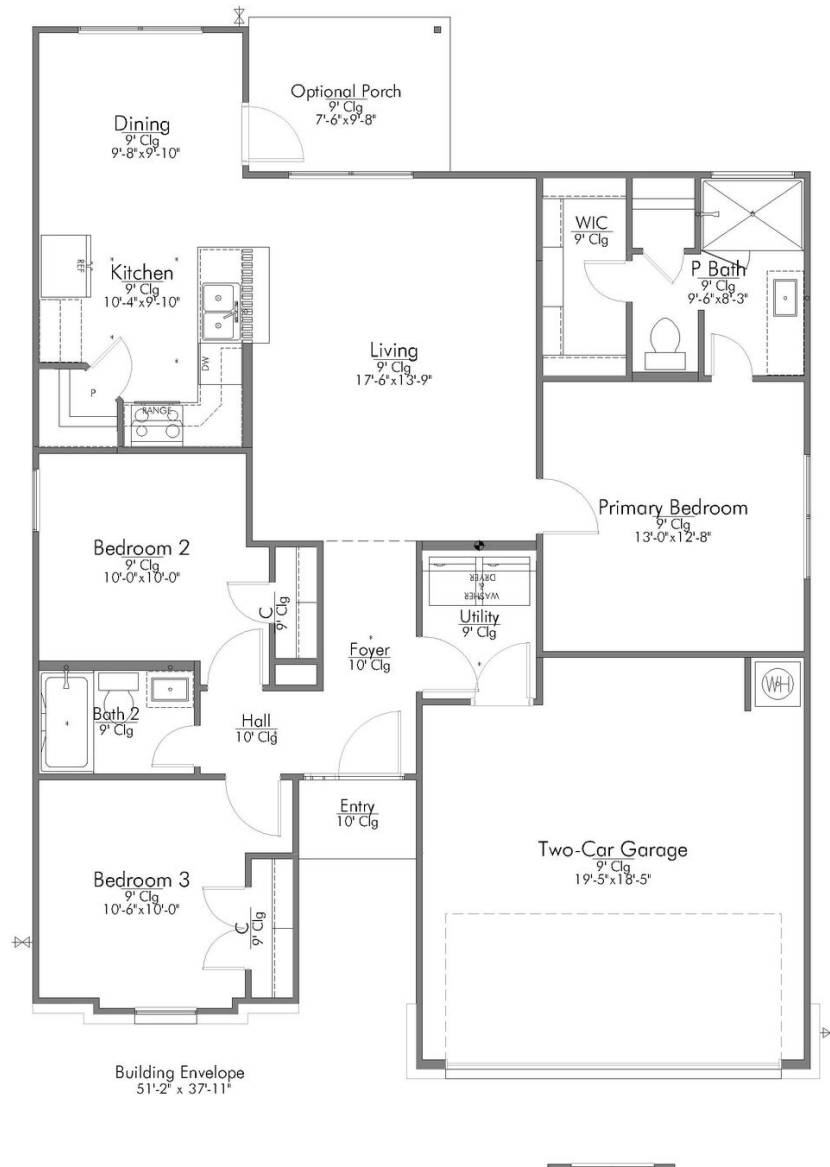 Optional Porch
9' Clg
7'-6"x9'-8"
Dining
9' Clg
9'-8"x9'-10"
WIC
9' Clg
P Bath
9' Clg
9'-6"x8'-3"
REF
Kitchen
9' Clg
10'-4"x9'-10"
Living
9' Clg
17'-6"x13'-9"
DW
P
RANGE
Primary Bedroom
9' Clg
13'-0"x12'-8"
Bedroom 2
9' Clg
10'-0"x10'-0"
C
9' Clg
WASHER
&
DRYER
Utility
9' Clg
Foyer
10' Clg
WH
Bath 2
9' Clg
Hall
10' Clg
Entry
10' Clg
Two-Car Garage
9' Clg
19'-5"x18'-5"
Bedroom 3
9' Clg
10'-6"x10'-0"
C
9' Clg
Building Envelope
51'-2" x 37'-11"